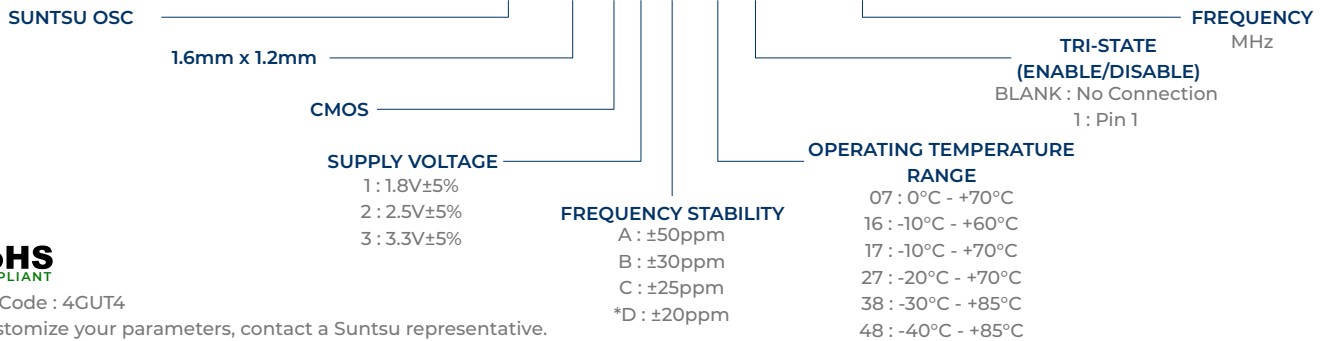 SUNTSU OSC
1.6mm x 1.2mm
CMOS
SUPPLY VOLTAGE
1 : 1.8V±5%
2 : 2.5V±5%
3 : 3.3V±5%
FREQUENCY STABILITY
A : ±50ppm
B : ±30ppm
C : ±25ppm
*D : ±20ppm
OPERATING TEMPERATURE
RANGE
07 : 0°C - +70°C
16 : -10°C - +60°C
17 : -10°C - +70°C
27 : -20°C - +70°C
38 : -30°C - +85°C
48 : -40°C - +85°C
TRI-STATE
(ENABLE/DISABLE)
BLANK : No Connection
1 : Pin 1
FREQUENCY
MHz
HS
PLIANT
Code : 4GUT4
stomize your parameters, contact a Suntsu representative.